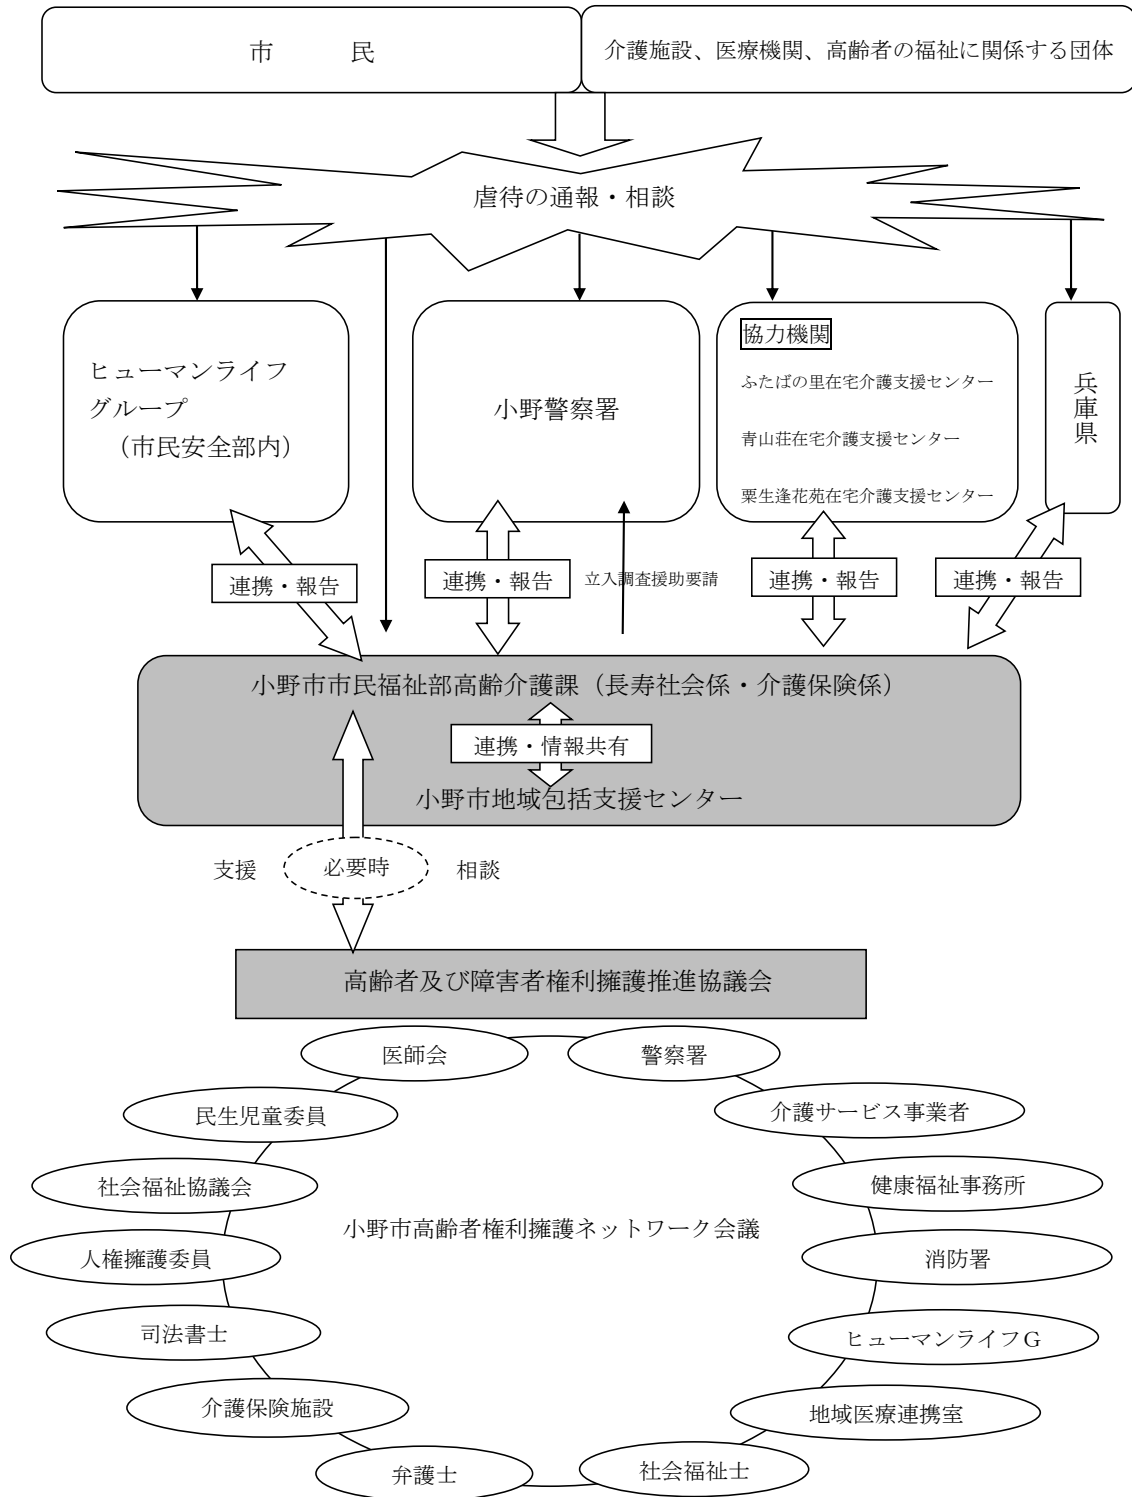 市　　　民
介護施設、医療機関、高齢者の福祉に関係する団体
虐待の通報・相談
ヒューマンライフ
グループ
（市民安全部内）
小野警察署
協力機関
ふたばの里在宅介護支援センター
青山荘在宅介護支援センター
粟生逢花苑在宅介護支援センター
兵庫県
連携・報告
連携・報告
立入調査援助要請
連携・報告
連携・報告
小野市市民福祉部高齢介護課（長寿社会係・介護保険係）
連携・情報共有
小野市地域包括支援センター
支援
必要時
相談
高齢者及び障害者権利擁護推進協議会
医師会
警察署
民生児童委員
介護サービス事業者
社会福祉協議会
健康福祉事務所
小野市高齢者権利擁護ネットワーク会議
人権擁護委員
消防署
司法書士
ヒューマンライフG
介護保険施設
地域医療連携室
弁護士
社会福祉士